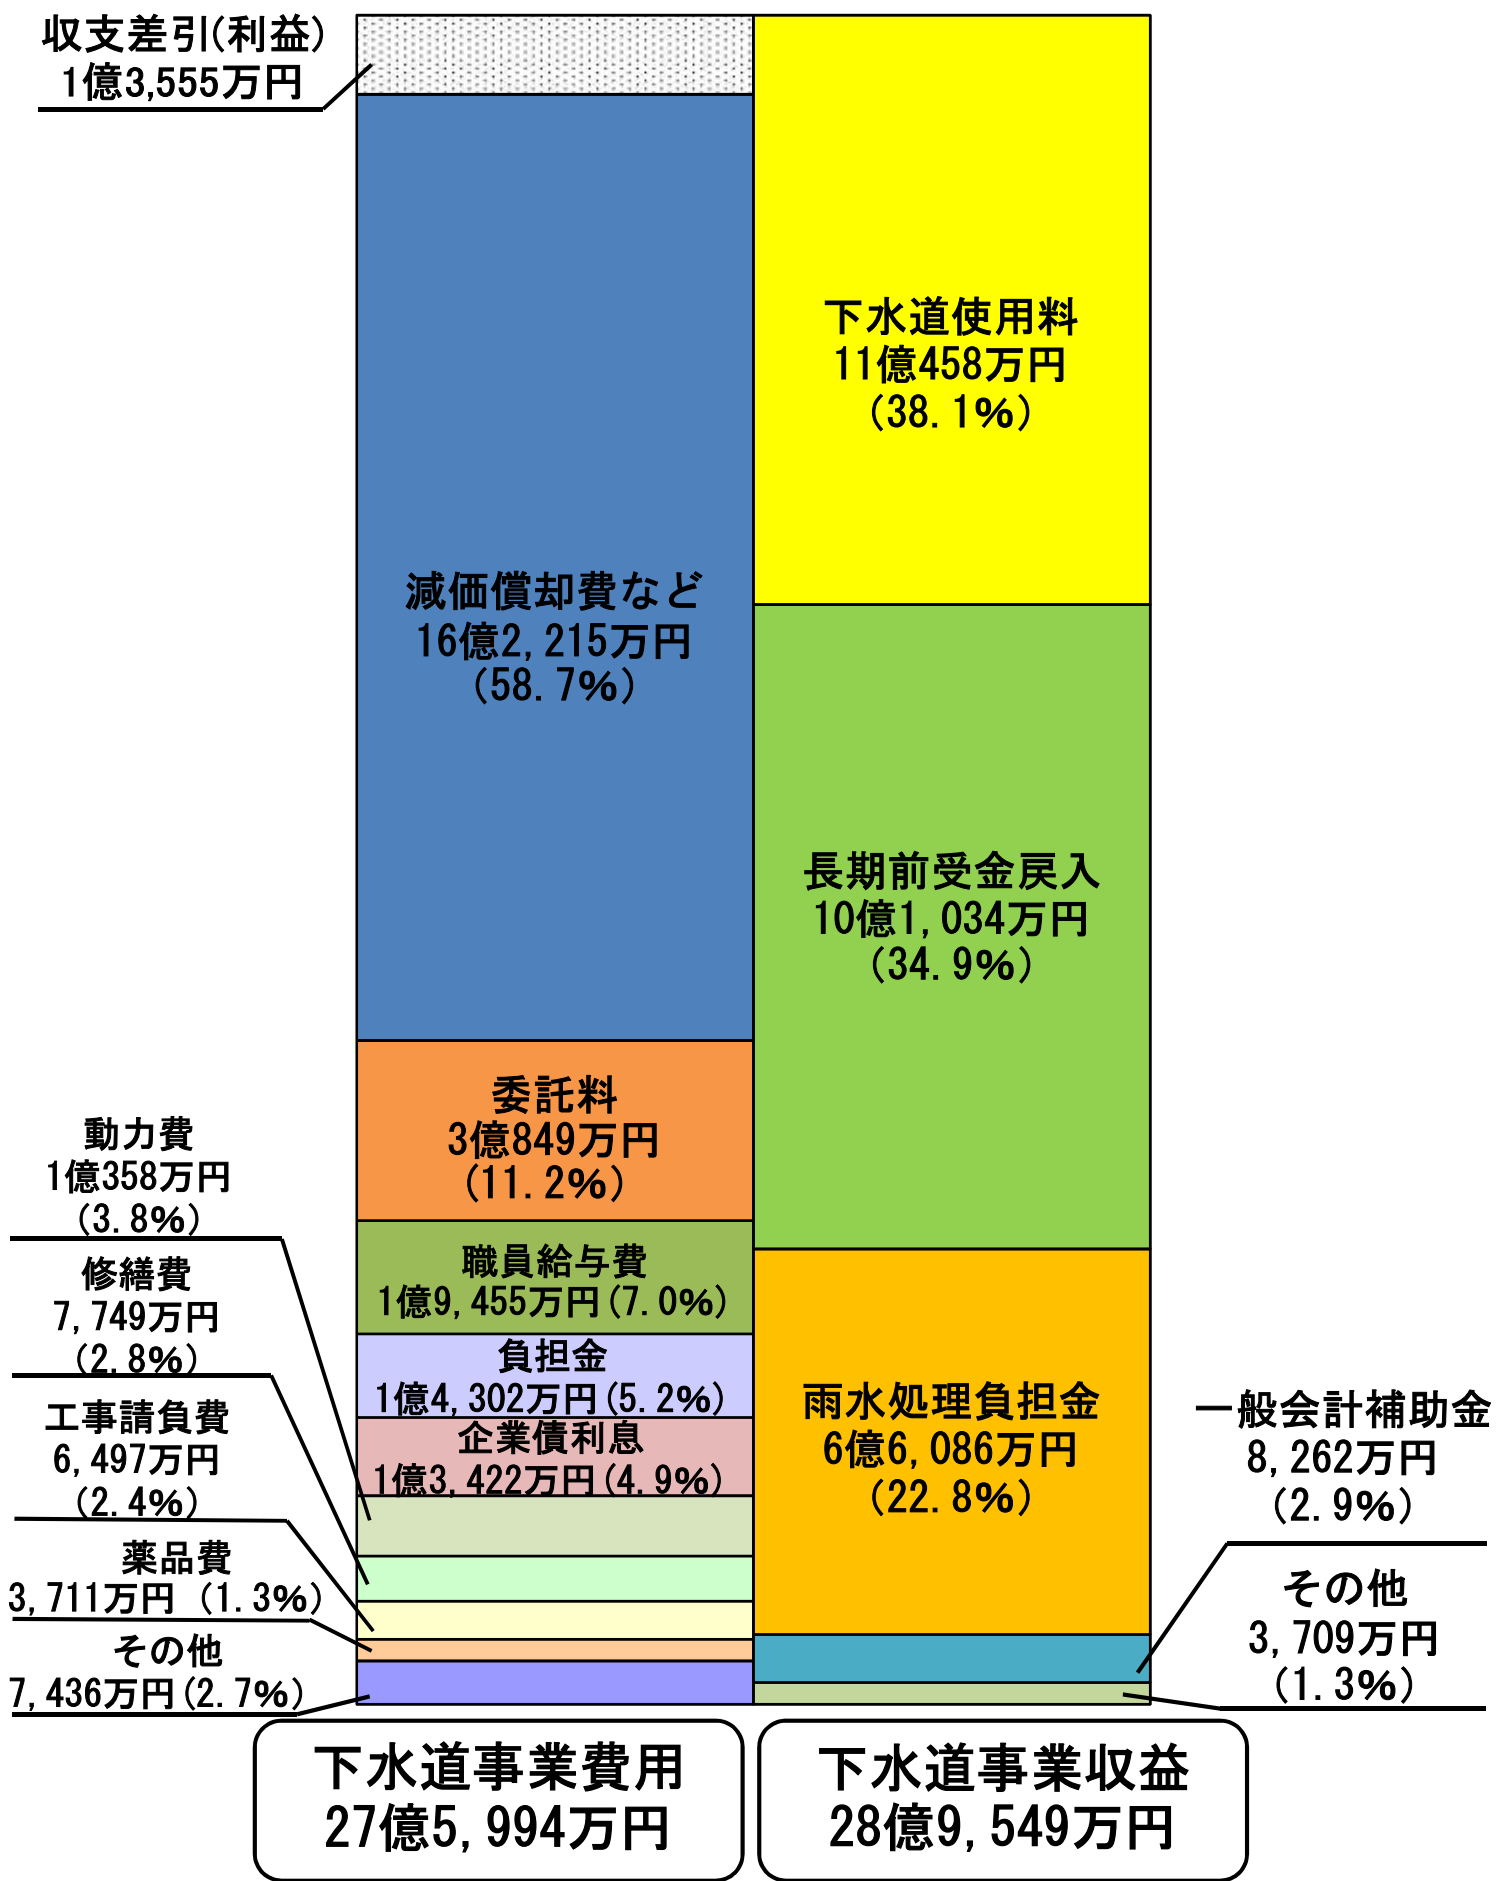 収支差引(利益)
1億3,555万円
減価償却費など
16億2,215万円
(58.7%)
委託料
3億849万円
(11.2%)
職員給与費
1億9,455万円(7.0%)
負担金
1億4,302万円(5.2%)
企業債利息
1億3,422万円(4.9%)
動力費
1億358万円
(3.8%)
修繕費
7,749万円
(2.8%)
工事請負費
6,497万円
(2.4%)
薬品費
3,711万円 (1.3%)
その他
7,436万円(2.7%)
下水道事業費用
27億5,994万円
下水道使用料
11億458万円
(38.1%)
長期前受金戻入
10億1,034万円
(34.9%)
雨水処理負担金
6億6,086万円
(22.8%)
一般会計補助金
8,262万円
(2.9%)
その他
3,709万円
(1.3%)
下水道事業収益
28億9,549万円